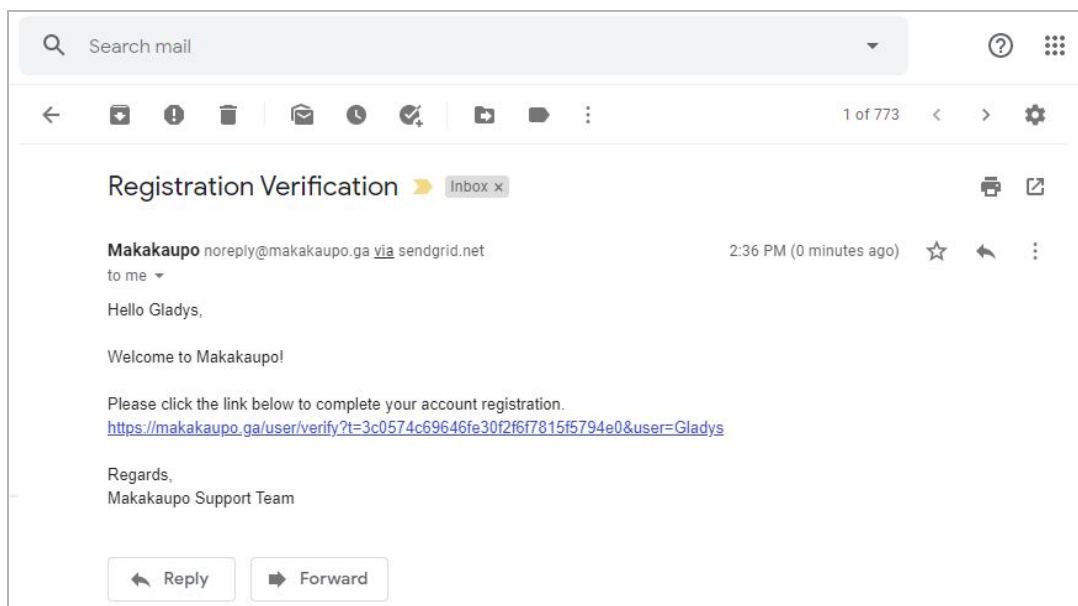 Search mail
1 of 773
Registration Verification Inbox x
Makakaupo noreply@makakaupo.ga via sendgrid.net 2:36 PM (0 minutes ago)
to me
Hello Gladys,
Welcome to Makakaupo!
Please click the link below to complete your account registration.
https://makakaupo.ga/user/verify?t=3c0574c69646fe30f2f6f7815f5794e0&user=Gladys
Regards,
Makakaupo Support Team
Reply Forward